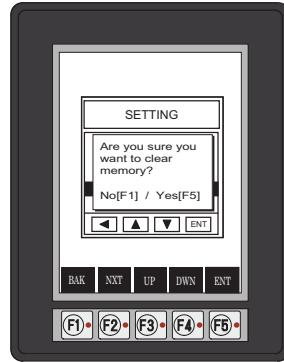 SETTING
Are you sure you
want to clear
memory?
No[F1] / Yes[F5]
ENT
BAK NXT UP DWN ENT
F1 F2 F3 F4 F5